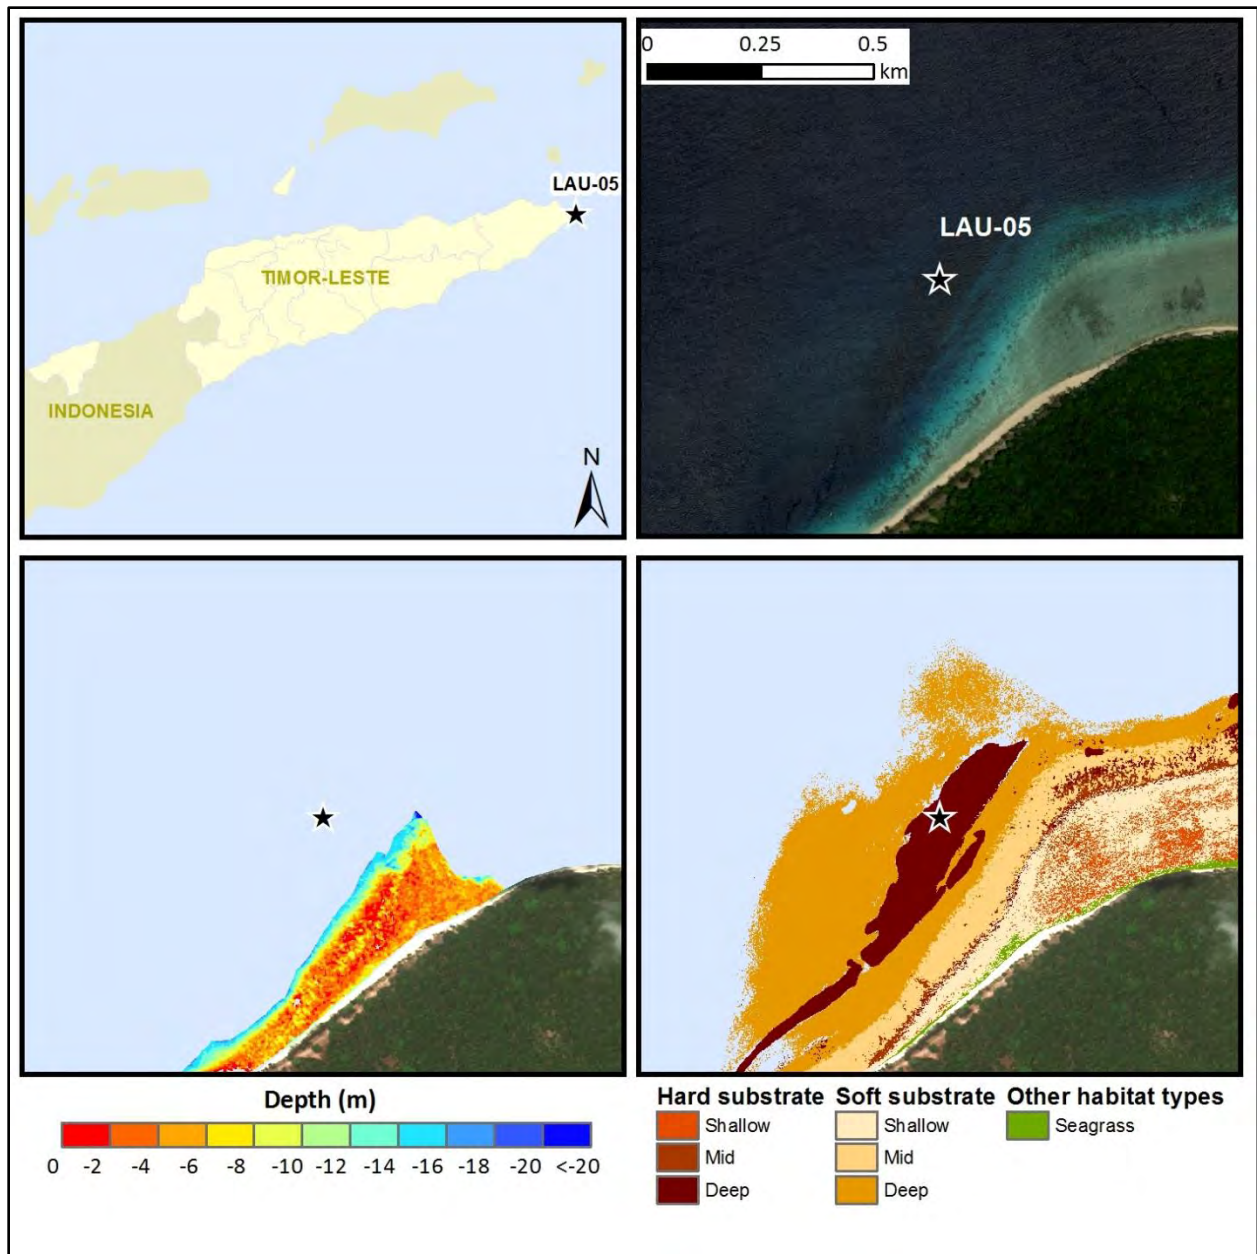 LAU-05
TIMOR-LESTE
INDONESIA
N
0 0.25 0.5
km
LAU-05
Depth (m)
0 -2 -4 -6 -8 -10 -12 -14 -16 -18 -20 <-20
Hard substrate Soft substrate Other habitat types
Shallow Shallow Seagrass
Mid Mid
Deep Deep